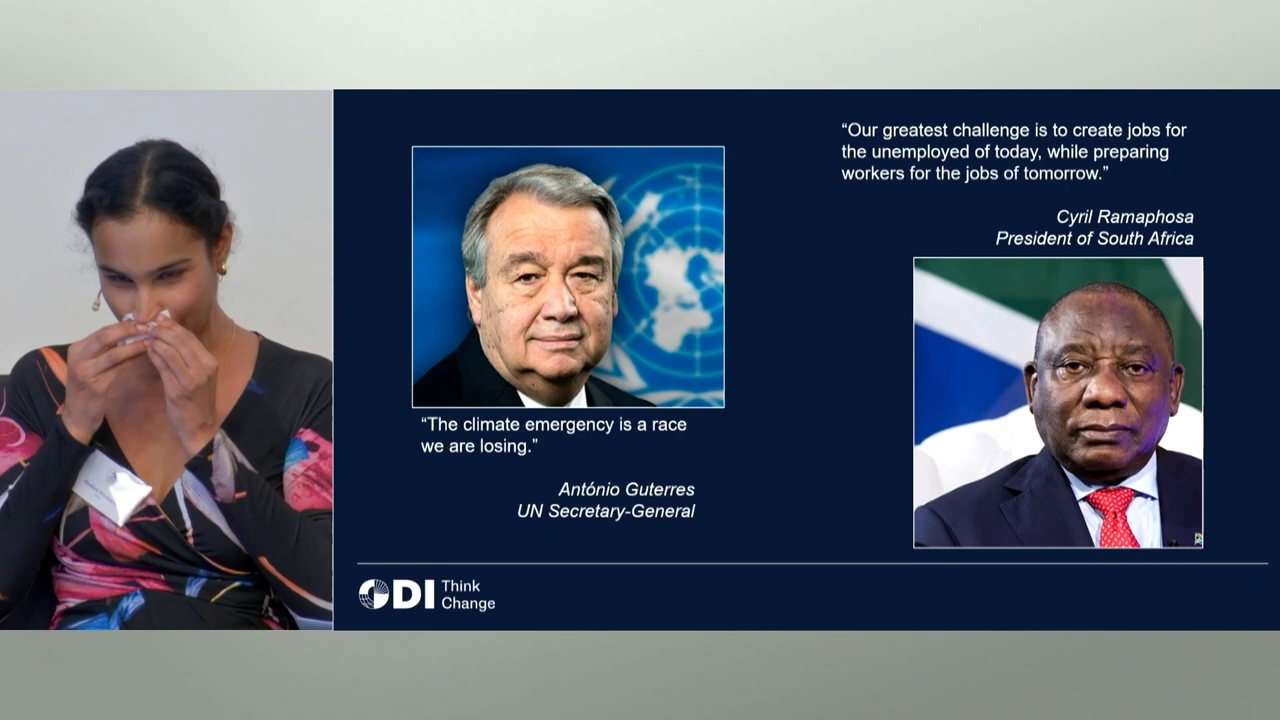 “Our greatest challenge is to create jobs for
the unemployed of today, while preparing
workers for the jobs of tomorrow.”
Cyril Ramaphosa
President of South Africa
“The climate emergency is a race
we are losing.”
António Guterres
UN Secretary-General
ODI Think
Change